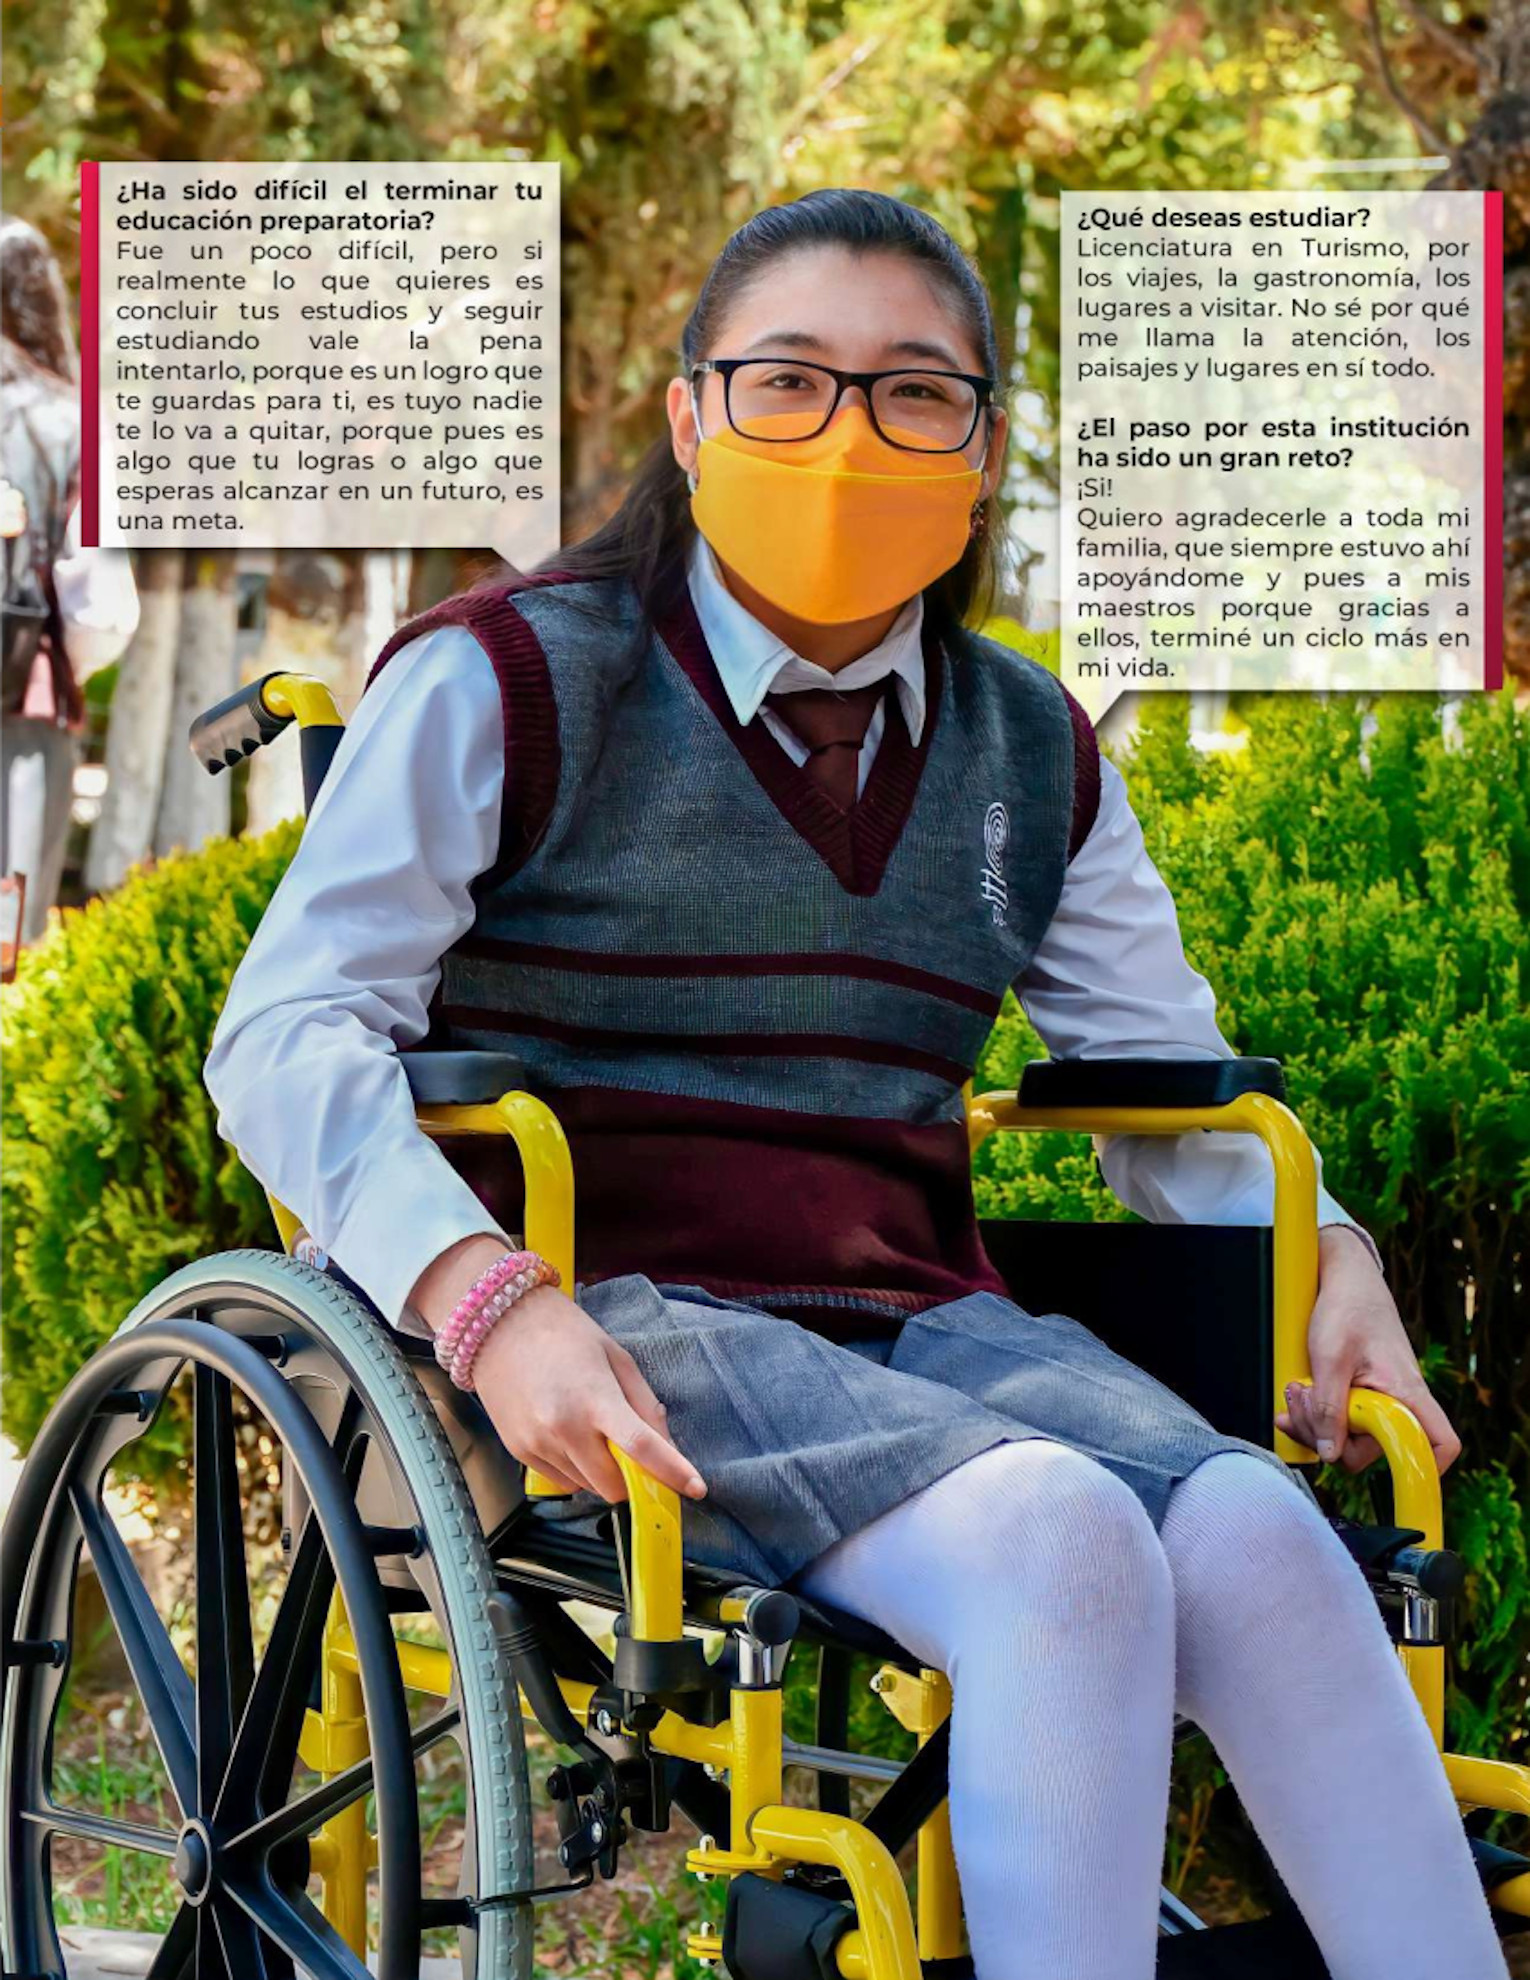 ¿Ha sido difícil el terminar tu
educación preparatoria?
Fue un poco difícil, pero si
realmente lo que quieres es
concluir tus estudios y seguir
estudiando vale la pena
intentarlo, porque es un logro que
te guardas para ti, es tuyo nadie
te lo va a quitar, porque pues es
algo que tu logras o algo que
esperas alcanzar en un futuro, es
una meta.
¿Qué deseas estudiar?
Licenciatura en Turismo, por
los viajes, la gastronomía, los
lugares a visitar. No sé por qué
me llama la atención, los
paisajes y lugares en sí todo.
¿El paso por esta institución
ha sido un gran reto?
¡Si!
Quiero agradecerle a toda mi
familia, que siempre estuvo ahí
apoyándome y pues a mis
maestros porque gracias a
ellos, terminé un ciclo más en
mi vida.